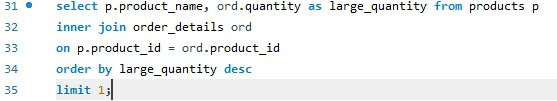 31 select p.product_name, ord.quantity as large_quantity from products p
32 inner join order_details ord
33 on p.product_id = ord.product_id
34 order by large_quantity desc
35 limit 1;